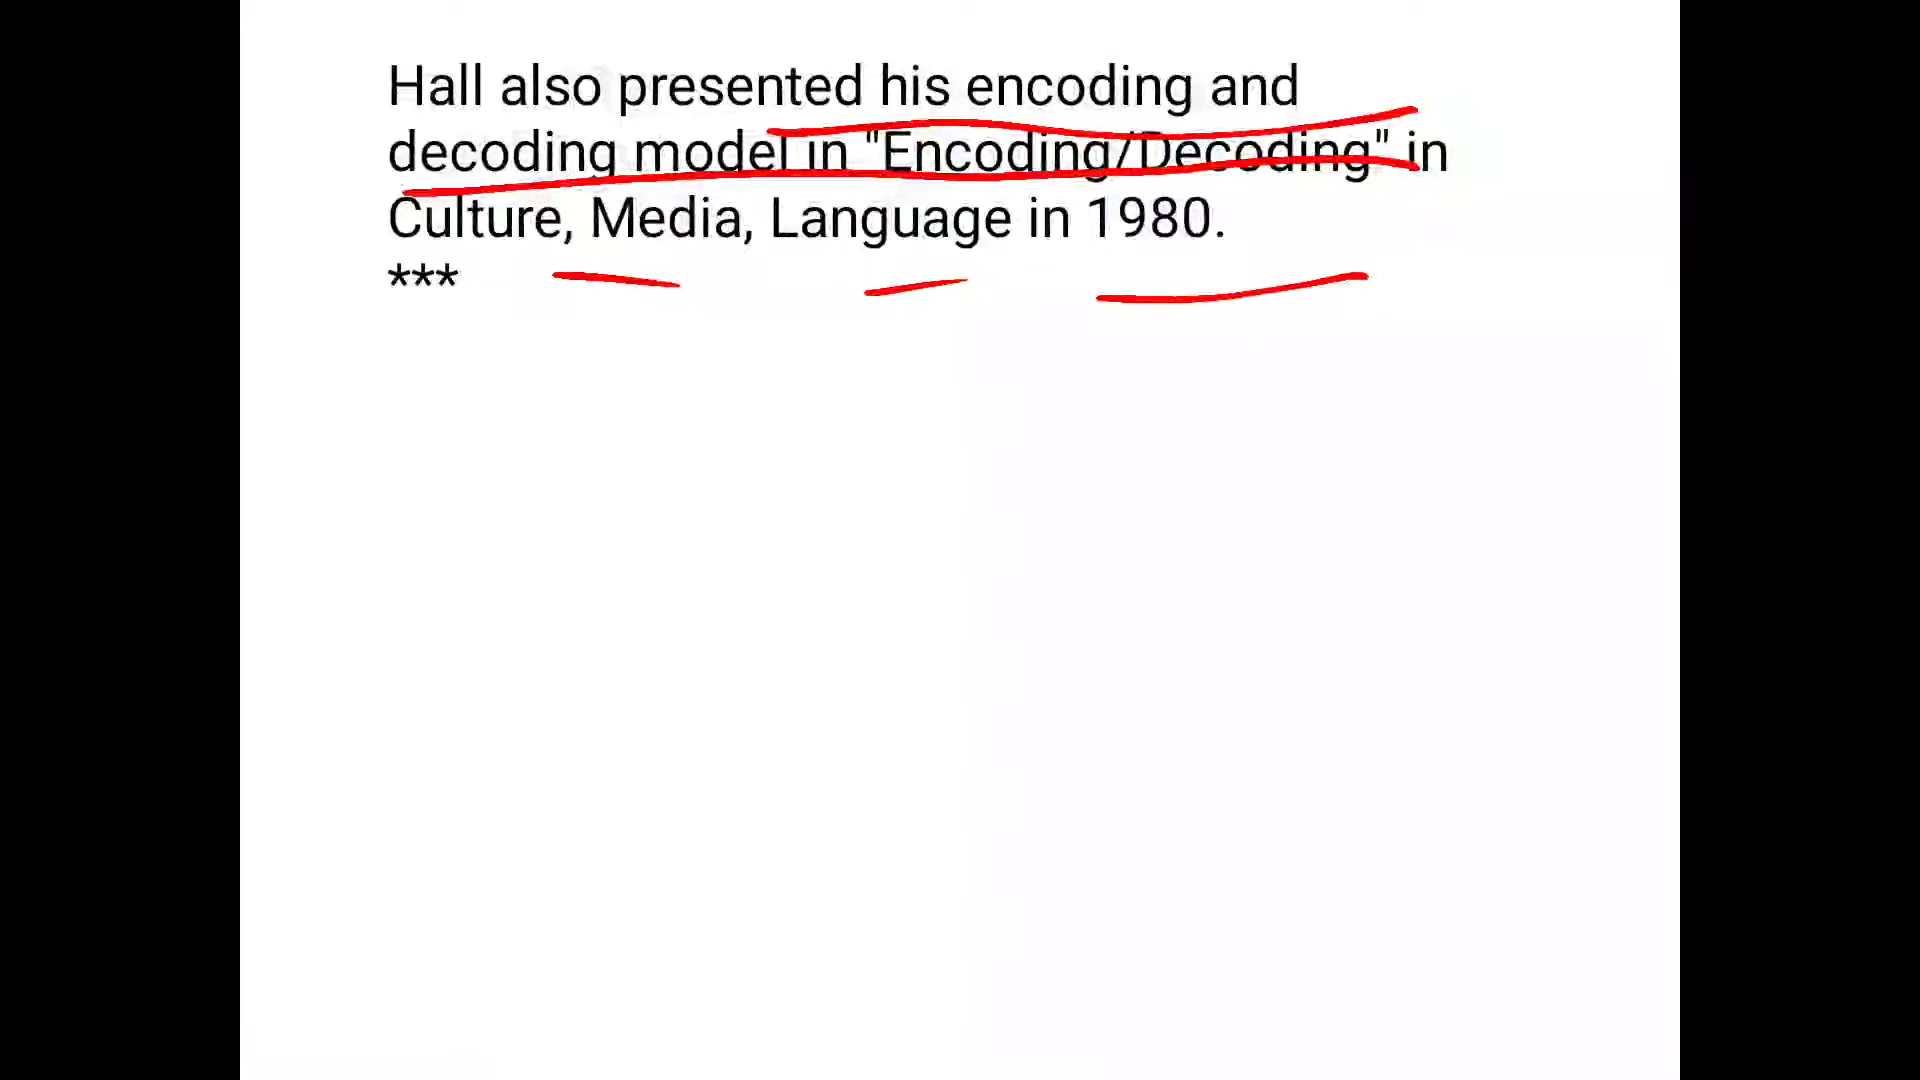 Hall also presented his encoding and
decoding model in "Encoding/Decoding" in
Culture, Media, Language in 1980.
***